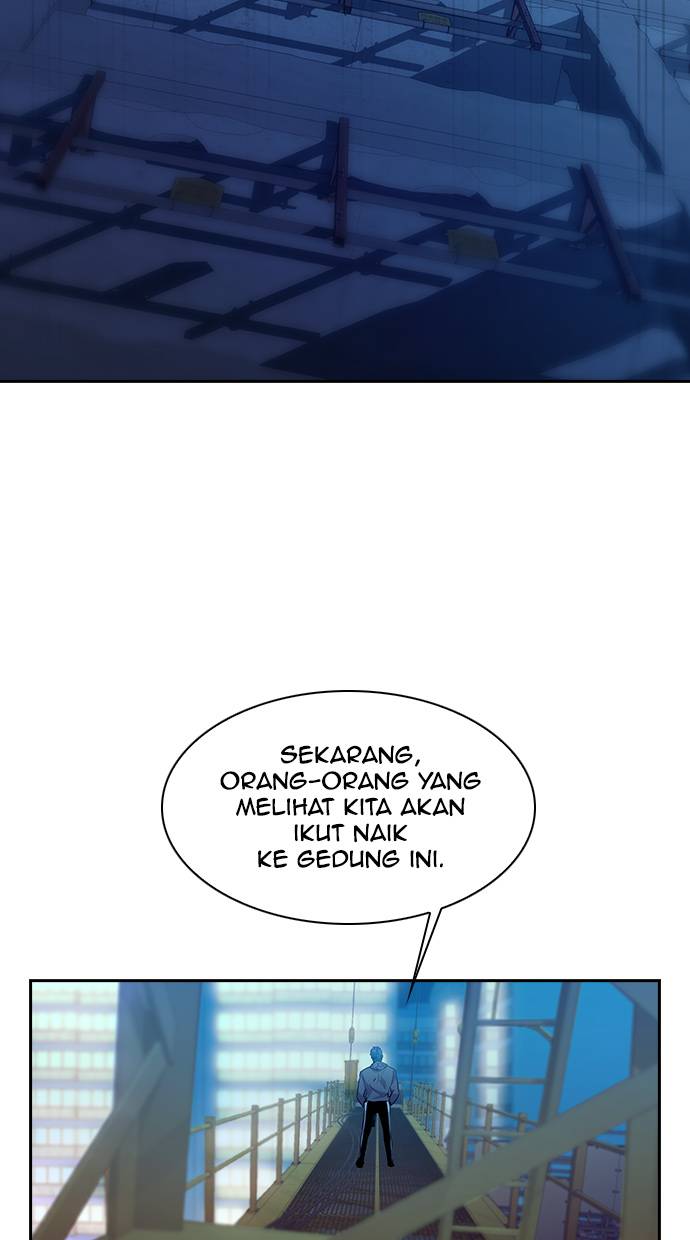 SEKARANG,
ORANG-ORANG YANG
MELIHAT KITA AKAN
IKUT NAIK
KE GEDUNG INI.